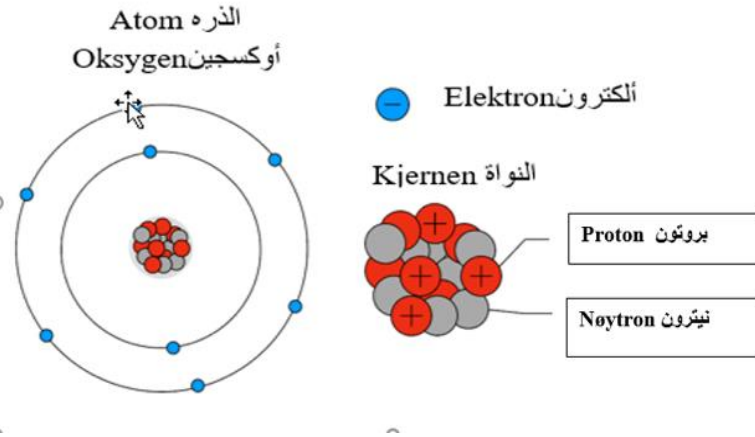 Atom الذره
Oksygenأوكسجين
Elektronألكترون
Kjernen النواة
Proton بروتون
Nøytron نيترون